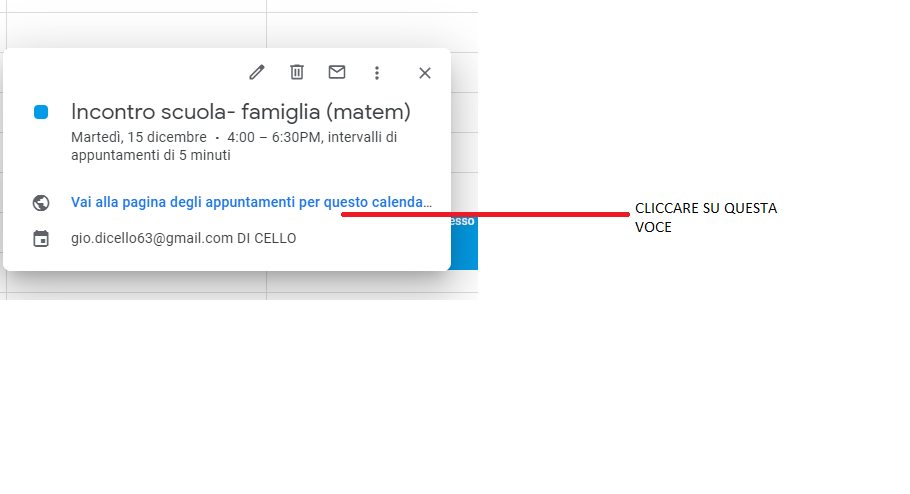 Incontro scuola- famiglia (matem)
Martedì, 15 dicembre • 4:00 – 6:30PM, intervalli di
appuntamenti di 5 minuti
Vai alla pagina degli appuntamenti per questo calenda...
esso
gio.dicello63@gmail.com DI CELLO
CLICCARE SU QUESTA
VOCE